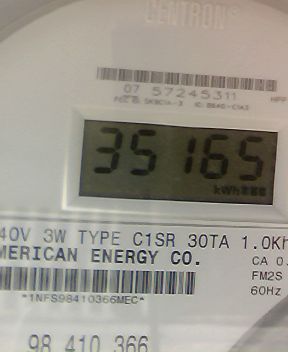 CENTRON®
07 57245311
35165
kWh
40V 3W TYPE C1SR 30TA 1.0Kh
MERICAN ENERGY CO.
CA 0.
FM2S
60Hz
*1NFS98410366MEC*
98 410 366